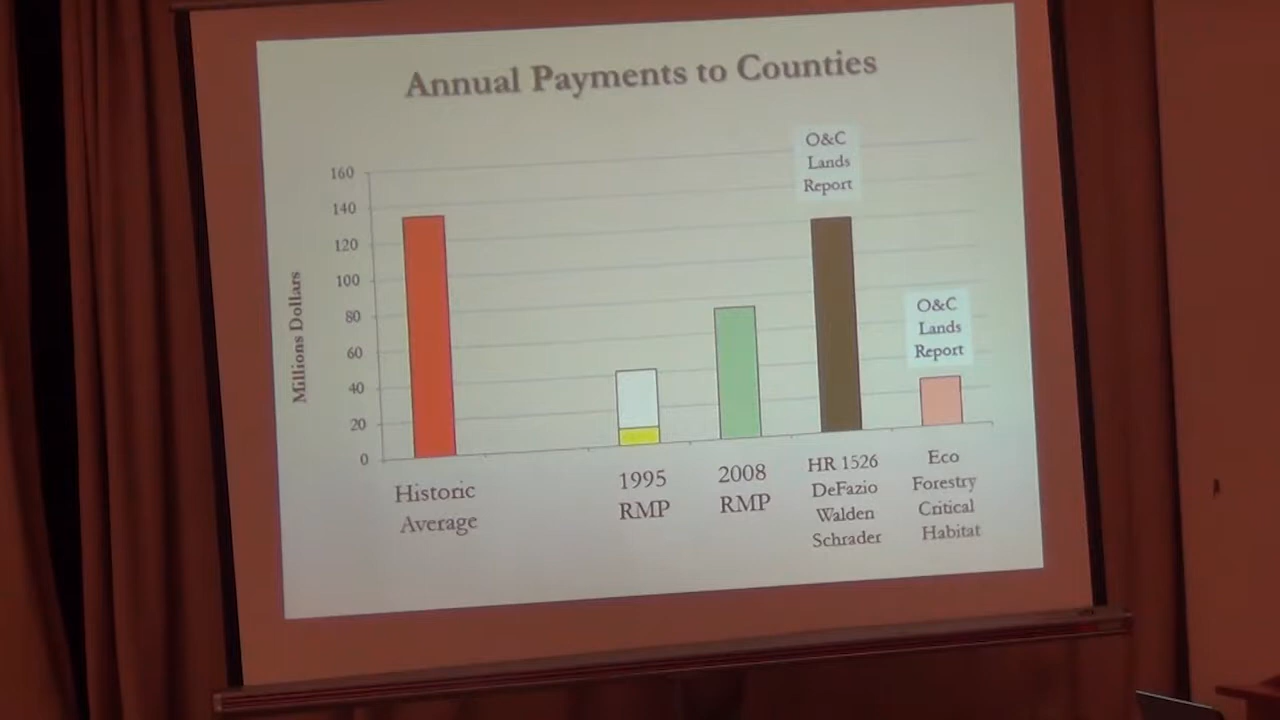 Annual Payments to Counties
O&C
Lands
Report
160
140
120
100
80
60
40
20
0
Millions Dollars
O&C
Lands
Report
Historic
Average
1995
RMP
2008
RMP
HR 1526
DeFazio
Walden
Schrader
Eco
Forestry
Critical
Habitat